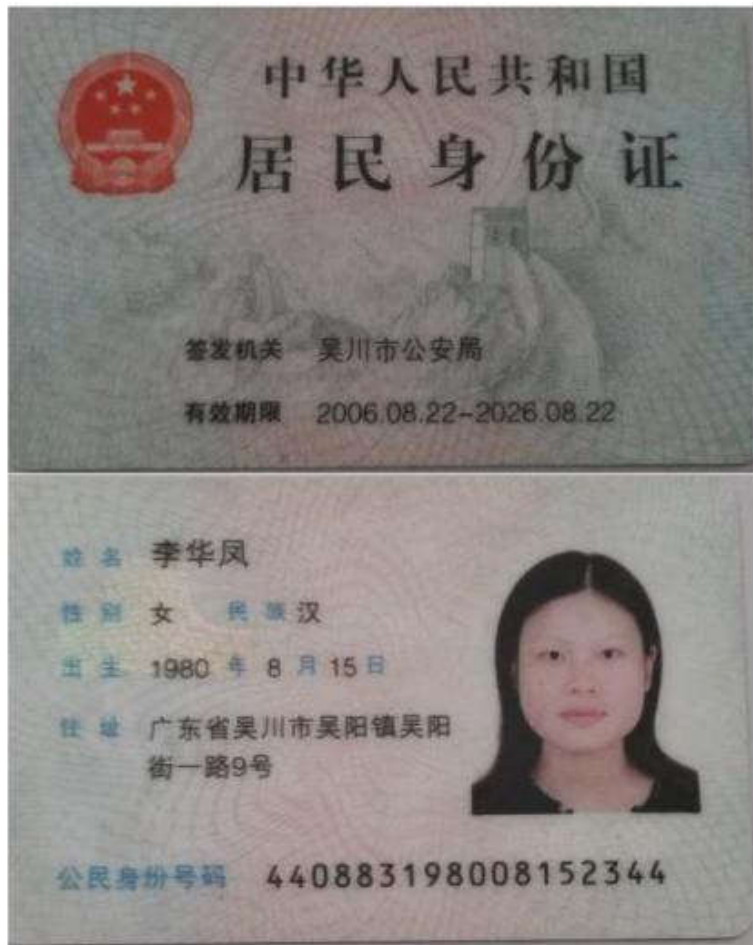 中华人民共和国
居民身份证
签发机关 吴川市公安局
有效期限 2006.08.22-2026.08.22
姓名 李华凤
性别 女 民族 汉
出生 1980 年 8 月 15 日
住址 广东省吴川市吴阳镇吴阳
街一路9号
公民身份号码 440883198008152344